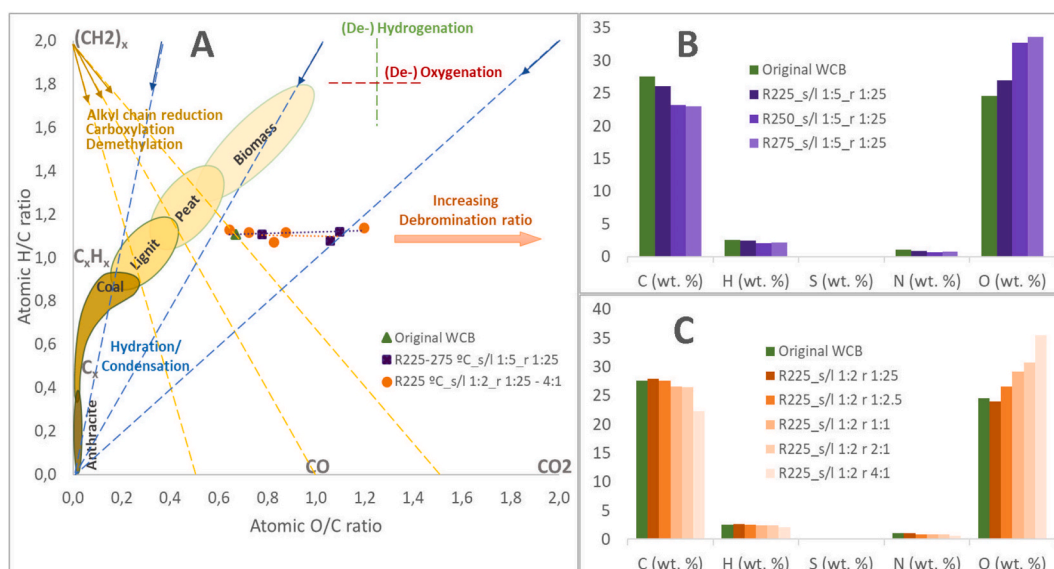 A
2,0
1,8
1,6
1,4
1,2
1,0
0,8
0,6
0,4
0,2
0,0
Atomic H/C ratio
(CH2)x
Alkyl chain reduction
Carboxylation
Demethylation
(De-) Hydrogenation
(De-) Oxygenation
Biomass
Peat
Lignit
Coal
Anthracite
CxHx
Cx
Hydration/
Condensation
Increasing
Debromination ratio
Original WCB
R225-275 ºC_s/l 1:5_r 1:25
R225 ºC_s/l 1:2_r 1:25 - 4:1
CO
CO2
0,0
0,2
0,4
0,6
0,8
1,0
1,2
1,4
1,6
2,0
Atomic O/C ratio
B
35
30
25
20
15
10
5
0
Original WCB
R225_s/l 1:5_r 1:25
R250_s/l 1:5_r 1:25
R275_s/l 1:5_r 1:25
C (wt. %)
H (wt. %)
S (wt. %)
N (wt. %)
O (wt. %)
C
40
35
30
25
20
15
10
5
0
Original WCB
R225_s/l 1:2 r 1:25
R225_s/l 1:2 r 1:2.5
R225_s/l 1:2 r 1:1
R225_s/l 1:2 r 2:1
R225_s/l 1:2 r 4:1
C (wt. %)
H (wt. %)
S (wt. %)
N (wt. %)
O (wt. %)